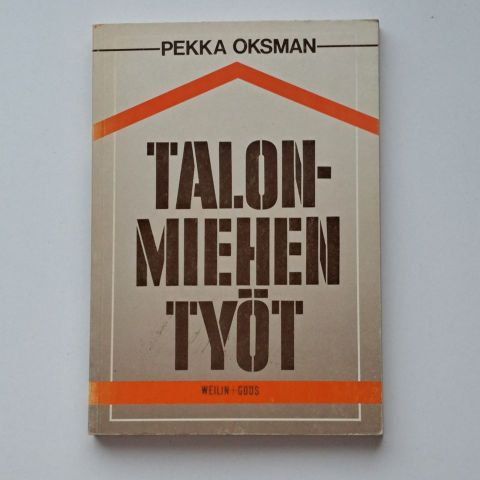 PEKKA OKSMAN
TALON-
MIEHEN
TYÖT
WEILIN+GÖÖS